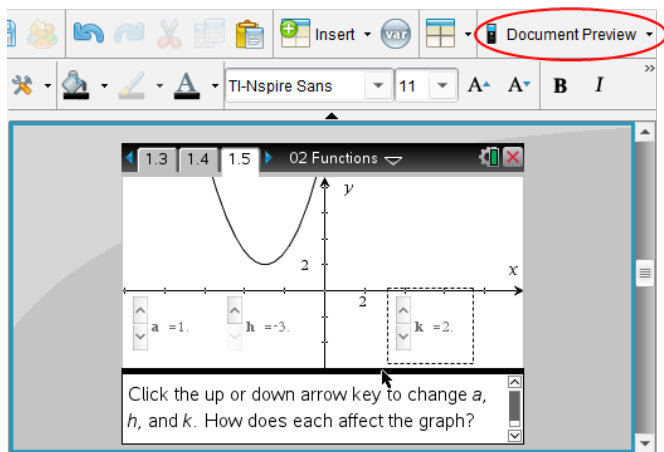 Insert var Document Preview
TI-Nspire Sans 11 A A A B I »
1.3 1.4 1.5 02 Functions
y
2
x
2
a =1. h =-3. k =2.
Click the up or down arrow key to change a,
h, and k. How does each affect the graph?